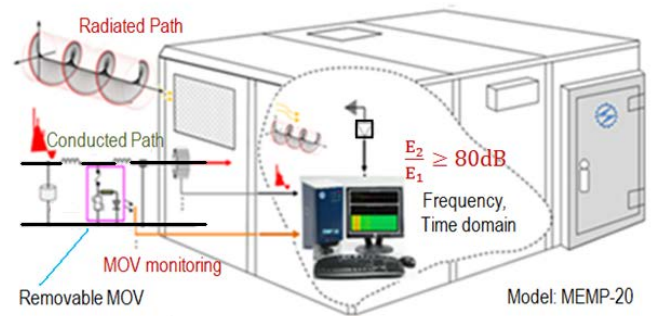 Radiated Path
Conducted Path
E2/E1 ≥ 80dB
Frequency,
Time domain
MOV monitoring
Removable MOV
Model: MEMP-20